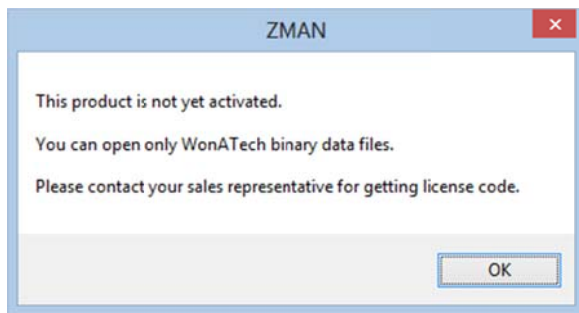 ZMAN
This product is not yet activated.
You can open only WonATech binary data files.
Please contact your sales representative for getting license code.
OK